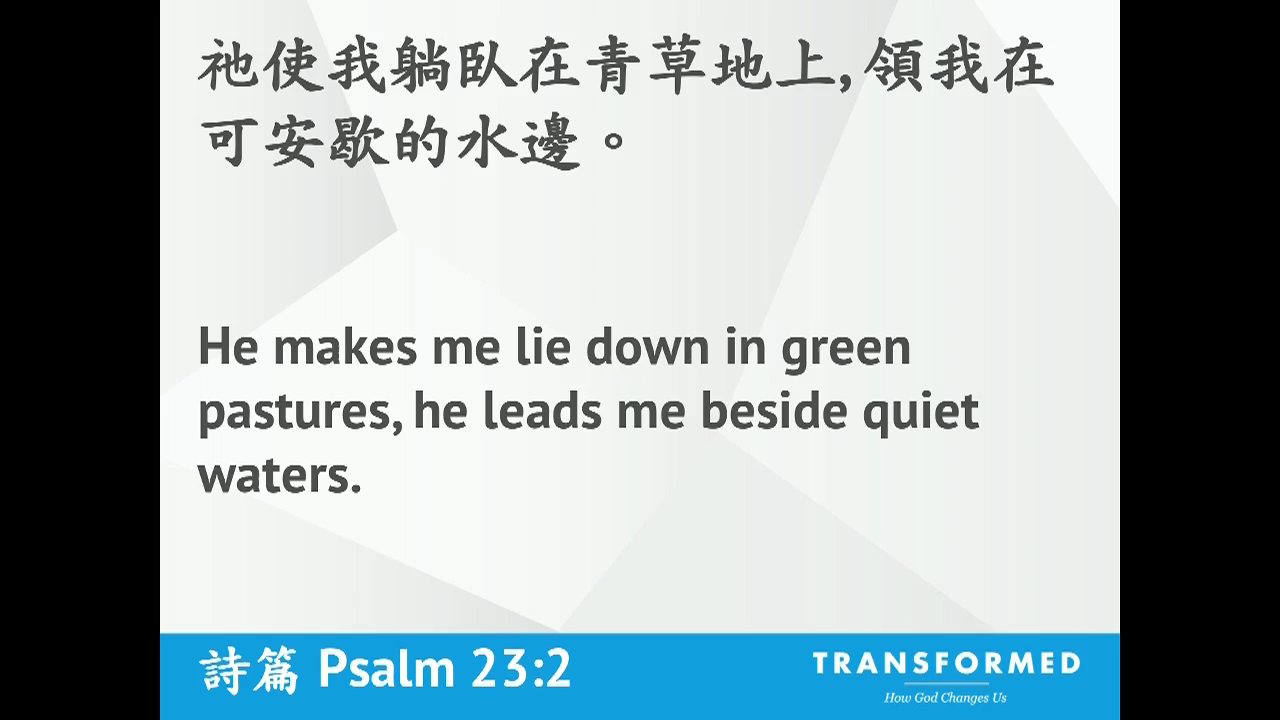 祂使我躺臥在青草地上,領我在
可安歇的水邊。
He makes me lie down in green
pastures, he leads me beside quiet
waters.
詩篇 Psalm 23:2
TRANSFORMED
How God Changes Us